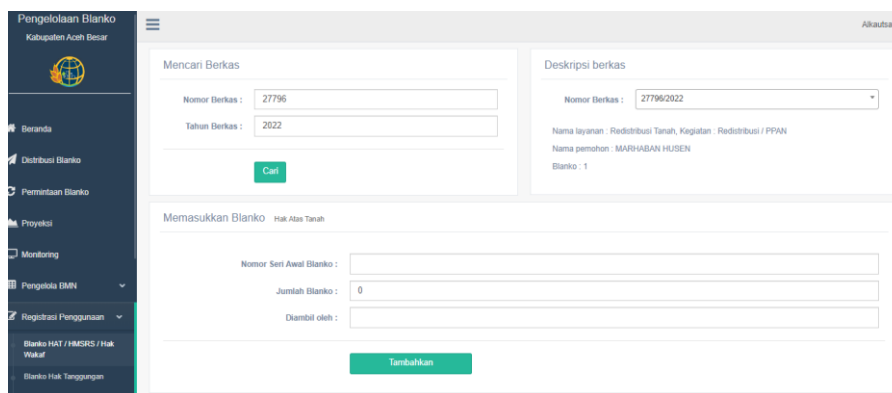 Pengelolaan Blanko
Kabupaten Aceh Besar
Beranda
Distribusi Blanko
Permintaan Blanko
Proyeksi
Monitoring
Pengelola BMN
Registrasi Penggunaan
Blanko HAT / HMSRS / Hak
Wakaf
Blanko Hak Tanggungan
Alkautsa
Mencari Berkas
Nomor Berkas : 27796
Tahun Berkas : 2022
Cari
Deskripsi berkas
Nomor Berkas : 27796/2022
Nama layanan : Redistribusi Tanah, Kegiatan : Redistribusi / PPAN
Nama pemohon : MARHABAN HUSEN
Blanko : 1
Memasukkan Blanko Hak Atas Tanah
Nomor Seri Awal Blanko :
Jumlah Blanko : 0
Diambil oleh :
Tambahkan